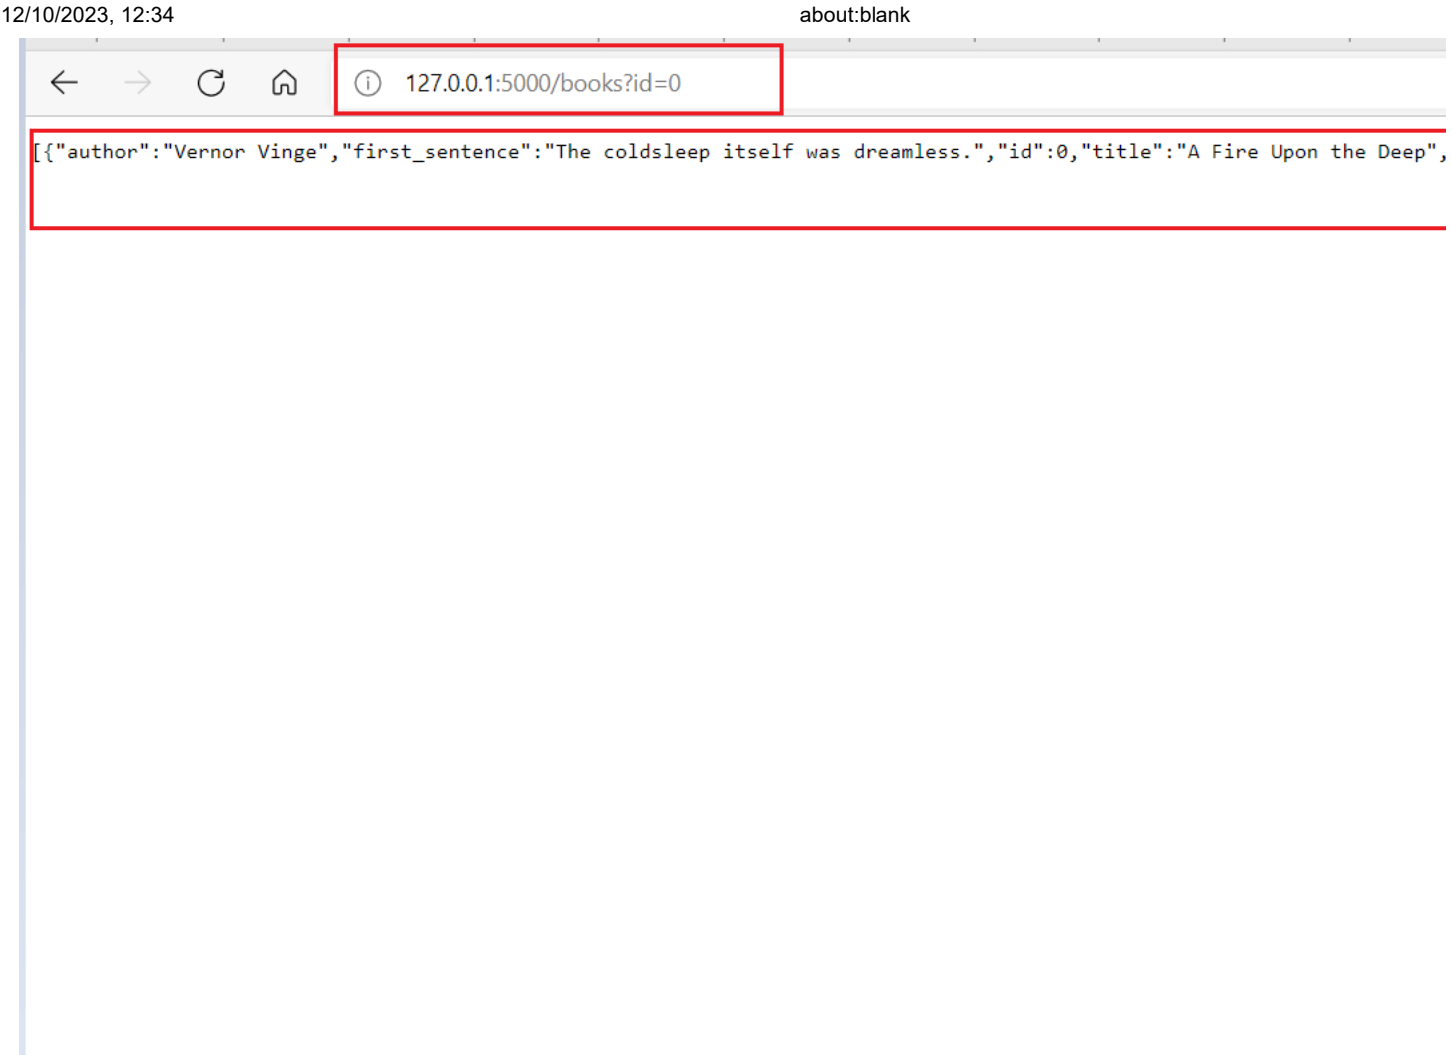 12/10/2023, 12:34 about:blank
127.0.0.1:5000/books?id=0
[{"author":"Vernor Vinge","first_sentence":"The coldsleep itself was dreamless.","id":0,"title":"A Fire Upon the Deep",